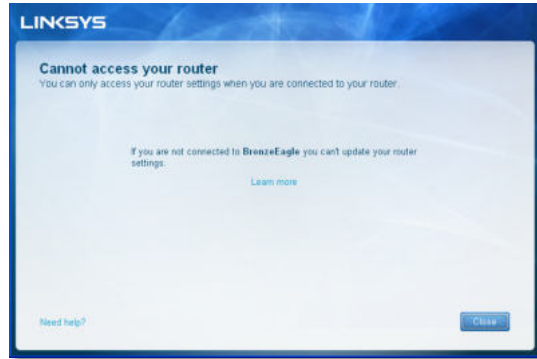 LINKSYS
Cannot access your router
You can only access your router settings when you are connected to your router.
If you are not connected to BronzeEagle you can't update your router
settings.
Learn more
Need help?
Close